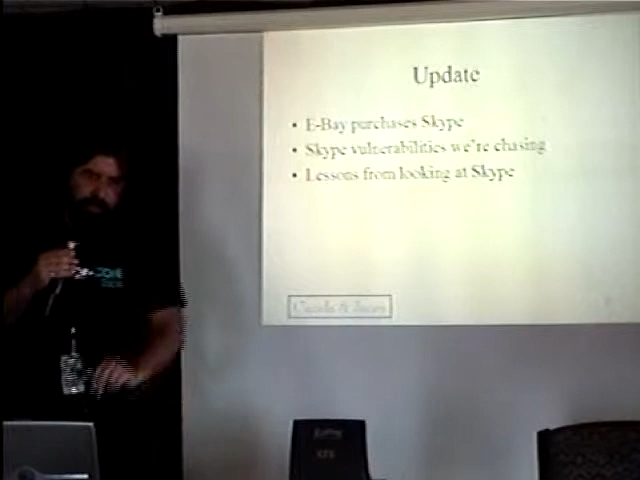 Update
• E-Bay purchases Skype
• Skype vulnerabilities we're chasing
• Lessons from looking at Skype